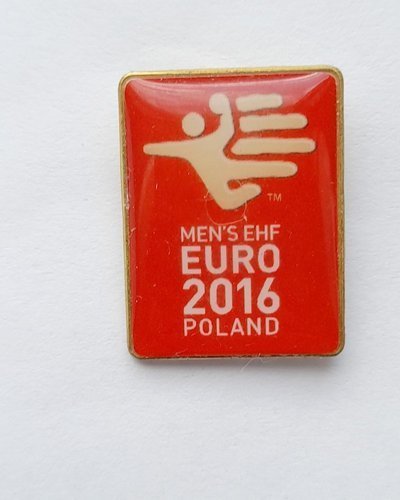 TM
MEN'S EHF
EURO
2016
POLAND